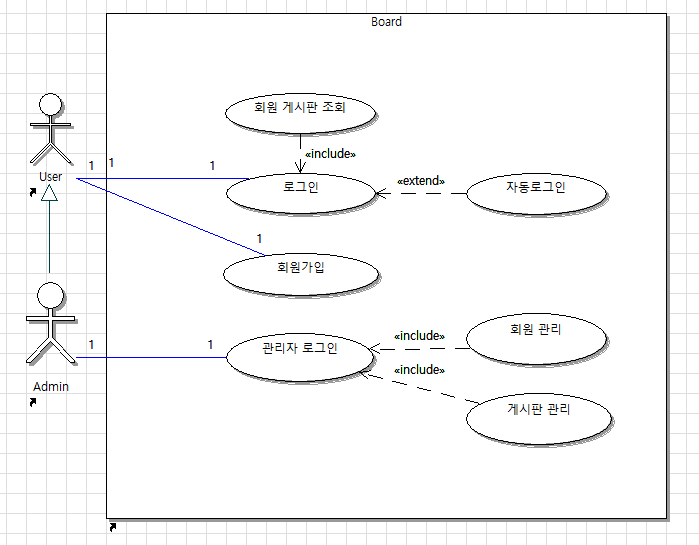 Board
회원 게시판 조회
«include»
User
1
1
1
로그인
«extend»
자동로그인
1
회원가입
Admin
1
1
관리자 로그인
«include»
회원 관리
«include»
게시판 관리